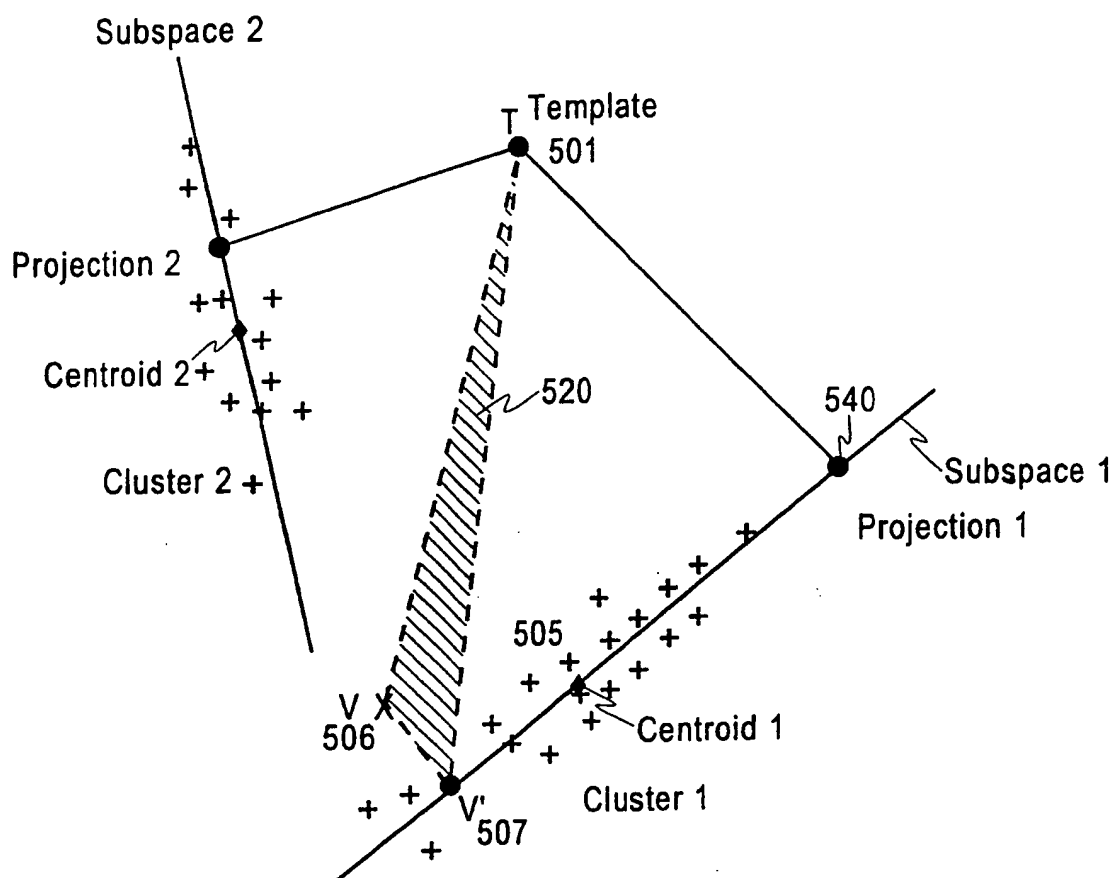 Subspace 2
T Template
501
Projection 2
Centroid 2
520
540
Subspace 1
Cluster 2
Projection 1
505
V
506
Centroid 1
Cluster 1
V'
507